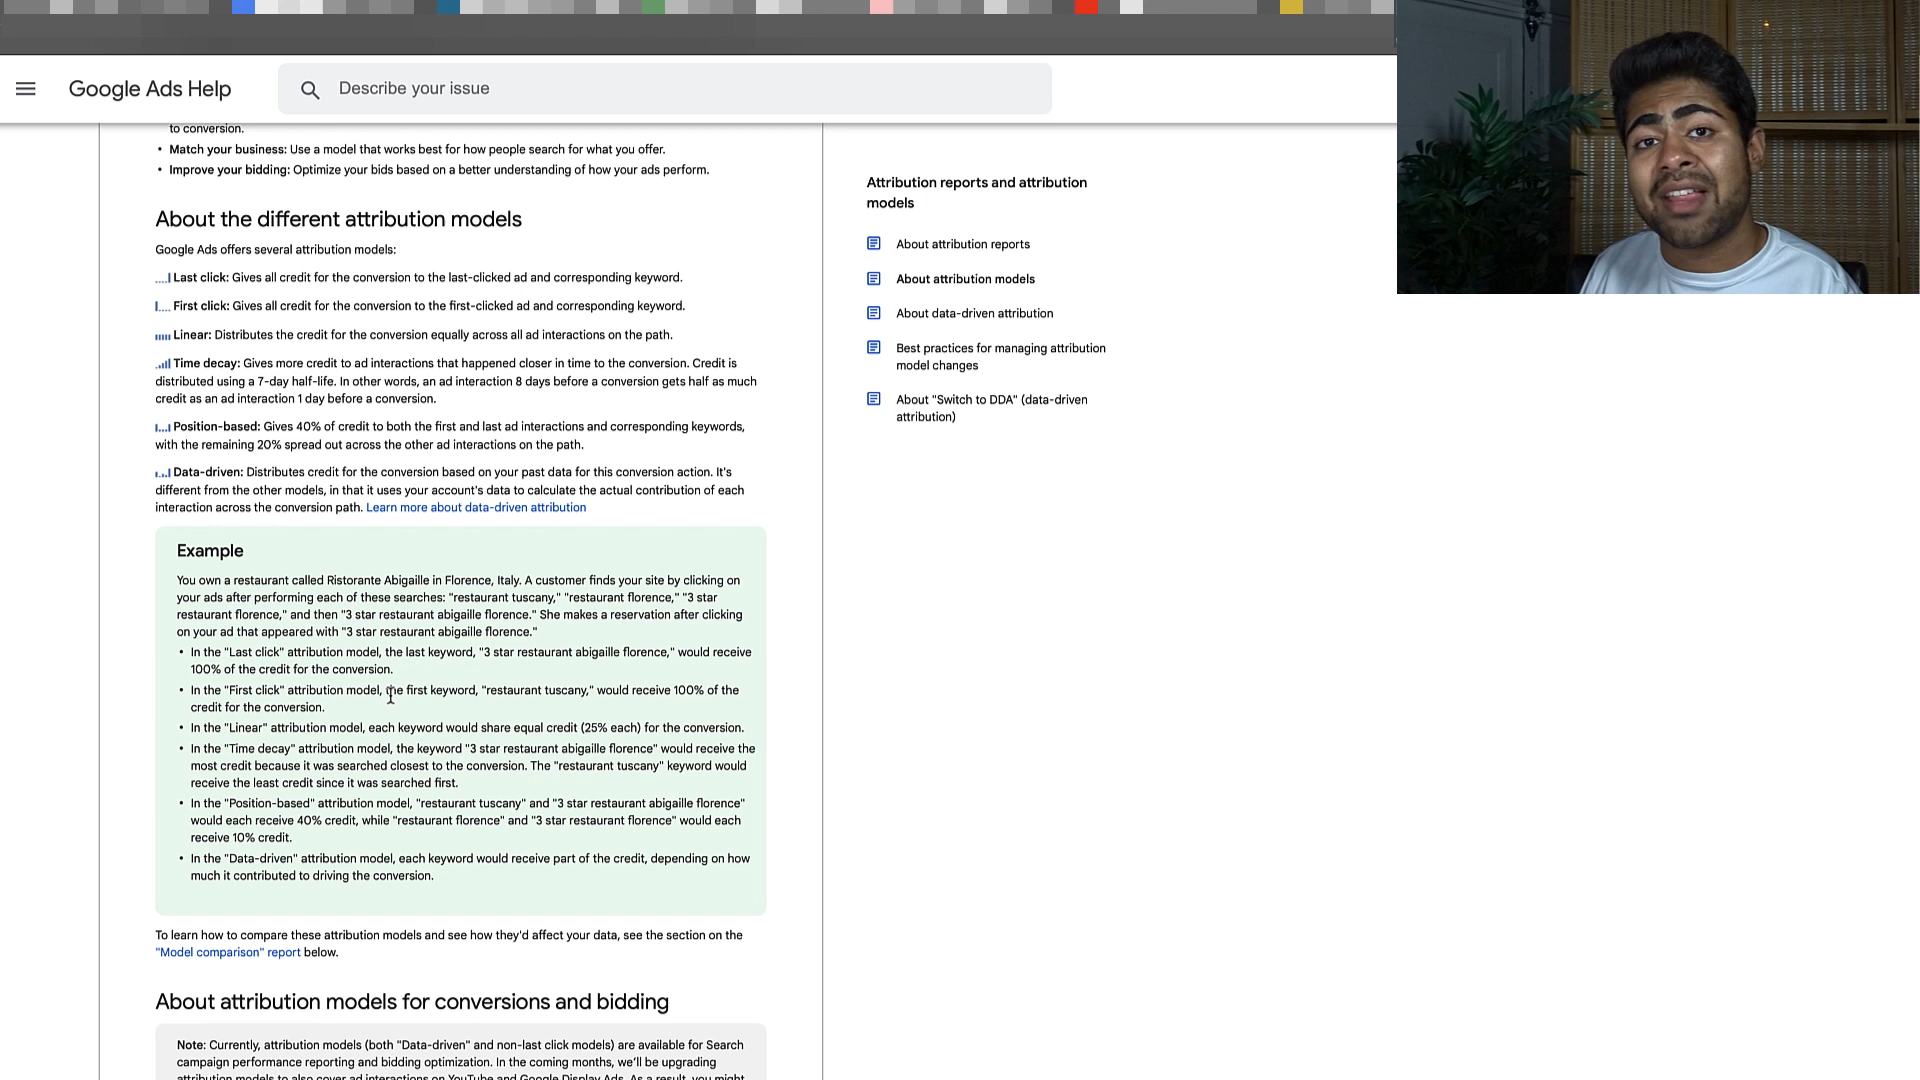 Google Ads Help
Describe your issue
to conversion.
• Match your business: Use a model that works best for how people search for what you offer.
• Improve your bidding: Optimize your bids based on a better understanding of how your ads perform.
About the different attribution models
Google Ads offers several attribution models:
Last click: Gives all credit for the conversion to the last-clicked ad and corresponding keyword.
First click: Gives all credit for the conversion to the first-clicked ad and corresponding keyword.
Linear: Distributes the credit for the conversion equally across all ad interactions on the path.
Time decay: Gives more credit to ad interactions that happened closer in time to the conversion. Credit is
distributed using a 7-day half-life. In other words, an ad interaction 8 days before a conversion gets half as much
credit as an ad interaction 1 day before a conversion.
Position-based: Gives 40% of credit to both the first and last ad interactions and corresponding keywords,
with the remaining 20% spread out across the other ad interactions on the path.
Data-driven: Distributes credit for the conversion based on your past data for this conversion action. It's
different from the other models, in that it uses your account's data to calculate the actual contribution of each
interaction across the conversion path. Learn more about data-driven attribution
Example
You own a restaurant called Ristorante Abigaille in Florence, Italy. A customer finds your site by clicking on
your ads after performing each of these searches: "restaurant tuscany," "restaurant florence," "3 star
restaurant florence," and then "3 star restaurant abigaille florence." She makes a reservation after clicking
on your ad that appeared with "3 star restaurant abigaille florence."
• In the "Last click" attribution model, the last keyword, "3 star restaurant abigaille florence," would receive
100% of the credit for the conversion.
• In the "First click" attribution model, the first keyword, "restaurant tuscany," would receive 100% of the
credit for the conversion.
• In the "Linear" attribution model, each keyword would share equal credit (25% each) for the conversion.
• In the "Time decay" attribution model, the keyword "3 star restaurant abigaille florence" would receive the
most credit because it was searched closest to the conversion. The "restaurant tuscany" keyword would
receive the least credit since it was searched first.
• In the "Position-based" attribution model, "restaurant tuscany" and "3 star restaurant abigaille florence"
would each receive 40% credit, while "restaurant florence" and "3 star restaurant florence" would each
receive 10% credit.
• In the "Data-driven" attribution model, each keyword would receive part of the credit, depending on how
much it contributed to driving the conversion.
To learn how to compare these attribution models and see how they'd affect your data, see the section on the
"Model comparison" report below.
About attribution models for conversions and bidding
Note: Currently, attribution models (both "Data-driven" and non-last click models) are available for Search
campaign performance reporting and bidding optimization. In the coming months, we'll be upgrading
attribution models to also cover ad interactions on YouTube and Google Display Ads. As a result, you might
Attribution reports and attribution
models
About attribution reports
About attribution models
About data-driven attribution
Best practices for managing attribution
model changes
About "Switch to DDA" (data-driven
attribution)